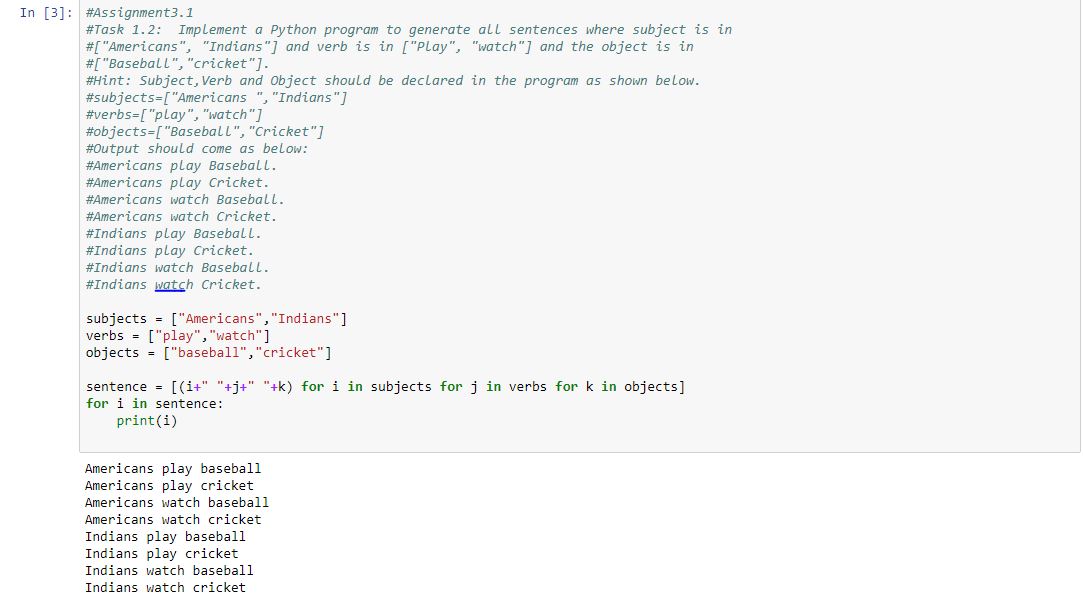 In [3]: #Assignment3.1
#Task 1.2:  Implement a Python program to generate all sentences where subject is in
#["Americans", "Indians"] and verb is in ["Play", "watch"] and the object is in
#["Baseball","cricket"].
#Hint: Subject,Verb and Object should be declared in the program as shown below.
#subjects=["Americans ","Indians"]
#verbs=["play","watch"]
#objects=["Baseball","Cricket"]
#Output should come as below:
#Americans play Baseball.
#Americans play Cricket.
#Americans watch Baseball.
#Americans watch Cricket.
#Indians play Baseball.
#Indians play Cricket.
#Indians watch Baseball.
#Indians watch Cricket.

subjects = ["Americans","Indians"]
verbs = ["play","watch"]
objects = ["baseball","cricket"]

sentence = [(i+" "+j+" "+k) for i in subjects for j in verbs for k in objects]
for i in sentence:
    print(i)

Americans play baseball
Americans play cricket
Americans watch baseball
Americans watch cricket
Indians play baseball
Indians play cricket
Indians watch baseball
Indians watch cricket